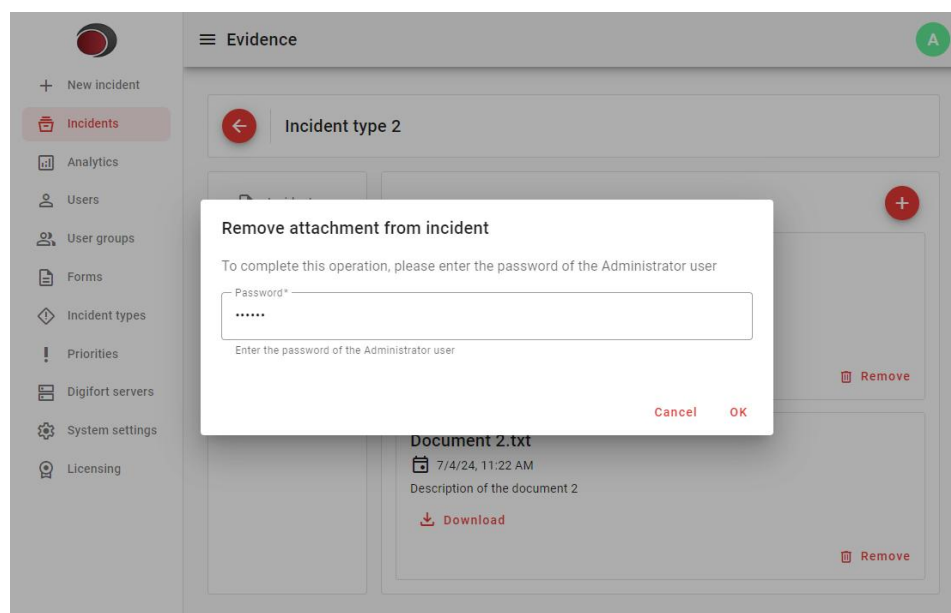 Evidence
A
New incident
Incidents
Analytics
Users
User groups
Forms
Incident types
Priorities
Digifort servers
System settings
Licensing
Incident type 2
Remove attachment from incident
To complete this operation, please enter the password of the Administrator user
Password*
••••••
Enter the password of the Administrator user
Cancel OK
Remove
Document 2.txt
7/4/24, 11:22 AM
Description of the document 2
Download
Remove